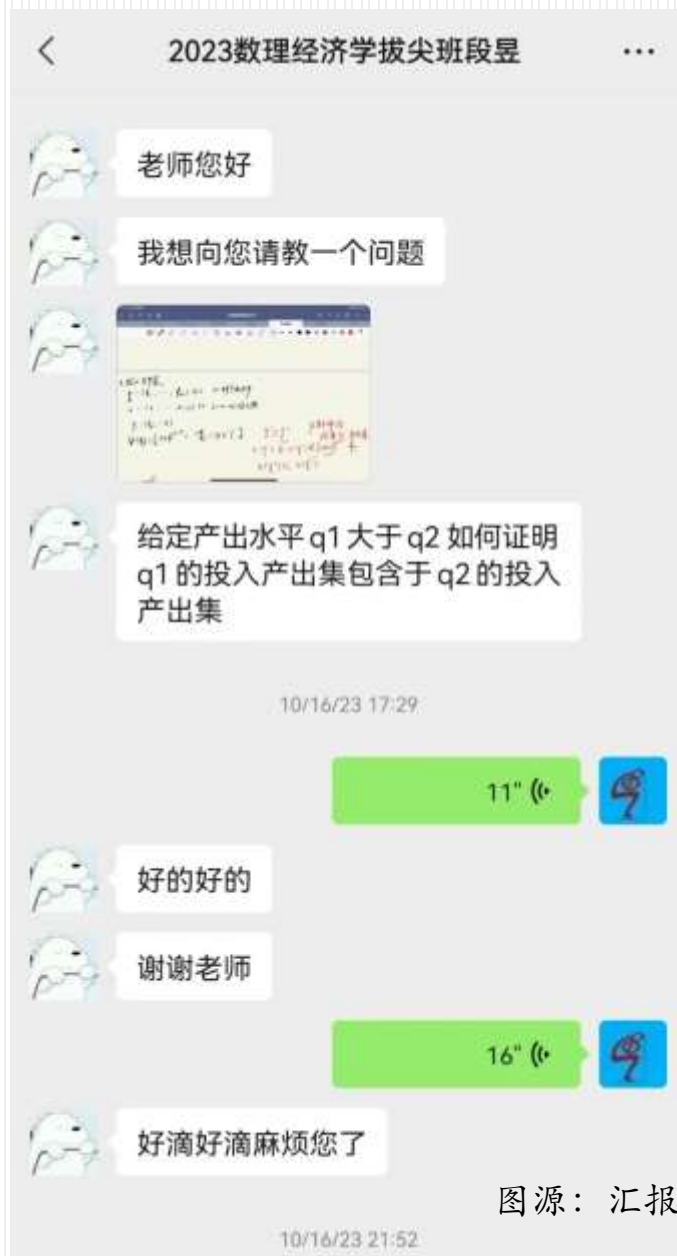 2023数理经济学拔尖班段昱
老师您好
我想向您请教一个问题
给定产出水平q1大于q2如何证明
q1的投入产出集包含于q2的投入
产出集
10/16/23 17:29
11"
好的好的
谢谢老师
16"
好滴好滴麻烦您了
图源：汇报
10/16/23 21:52